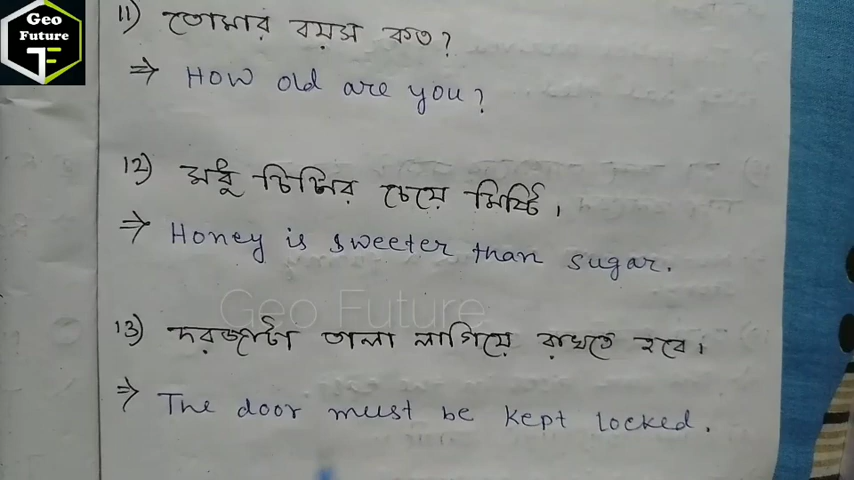 Geo
Future
11) তোমার বয়স কত?
⇒ How old are you?
12) মধু চিনির চেয়ে মিষ্টি।
⇒ Honey is sweeter than sugar.
Geo Future
13) দরজাটা তালা লাগিয়ে রাখতে হবে।
⇒ The door must be kept locked.